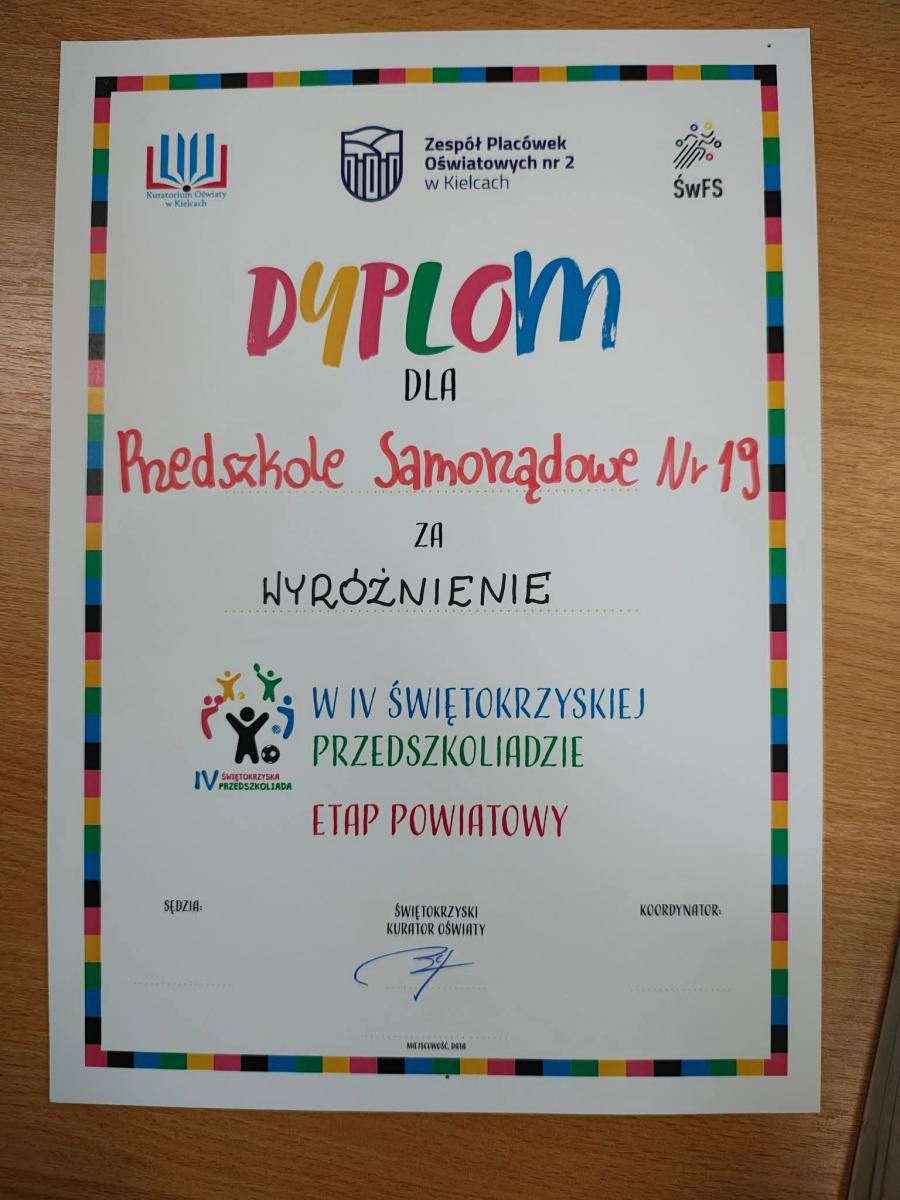 Kuratorium Oświaty
w Kielcach
Zespół Placówek
Oświatowych nr 2
w Kielcach
ŚwFS
DYPLOM
DLA
Przedszkole Samorządowe Nr 19
ZA
WYRÓŻNIENIE
W IV ŚWIĘTOKRZYSKIEJ
PRZEDSZKOLIADZIE
IV ŚWIĘTOKRZYSKA
PRZEDSZKOLIADA
ETAP POWIATOWY
SĘDZIA:
ŚWIĘTOKRZYSKI
KURATOR OŚWIATY
KOORDYNATOR:
MIEJSCOWOŚĆ, DATA